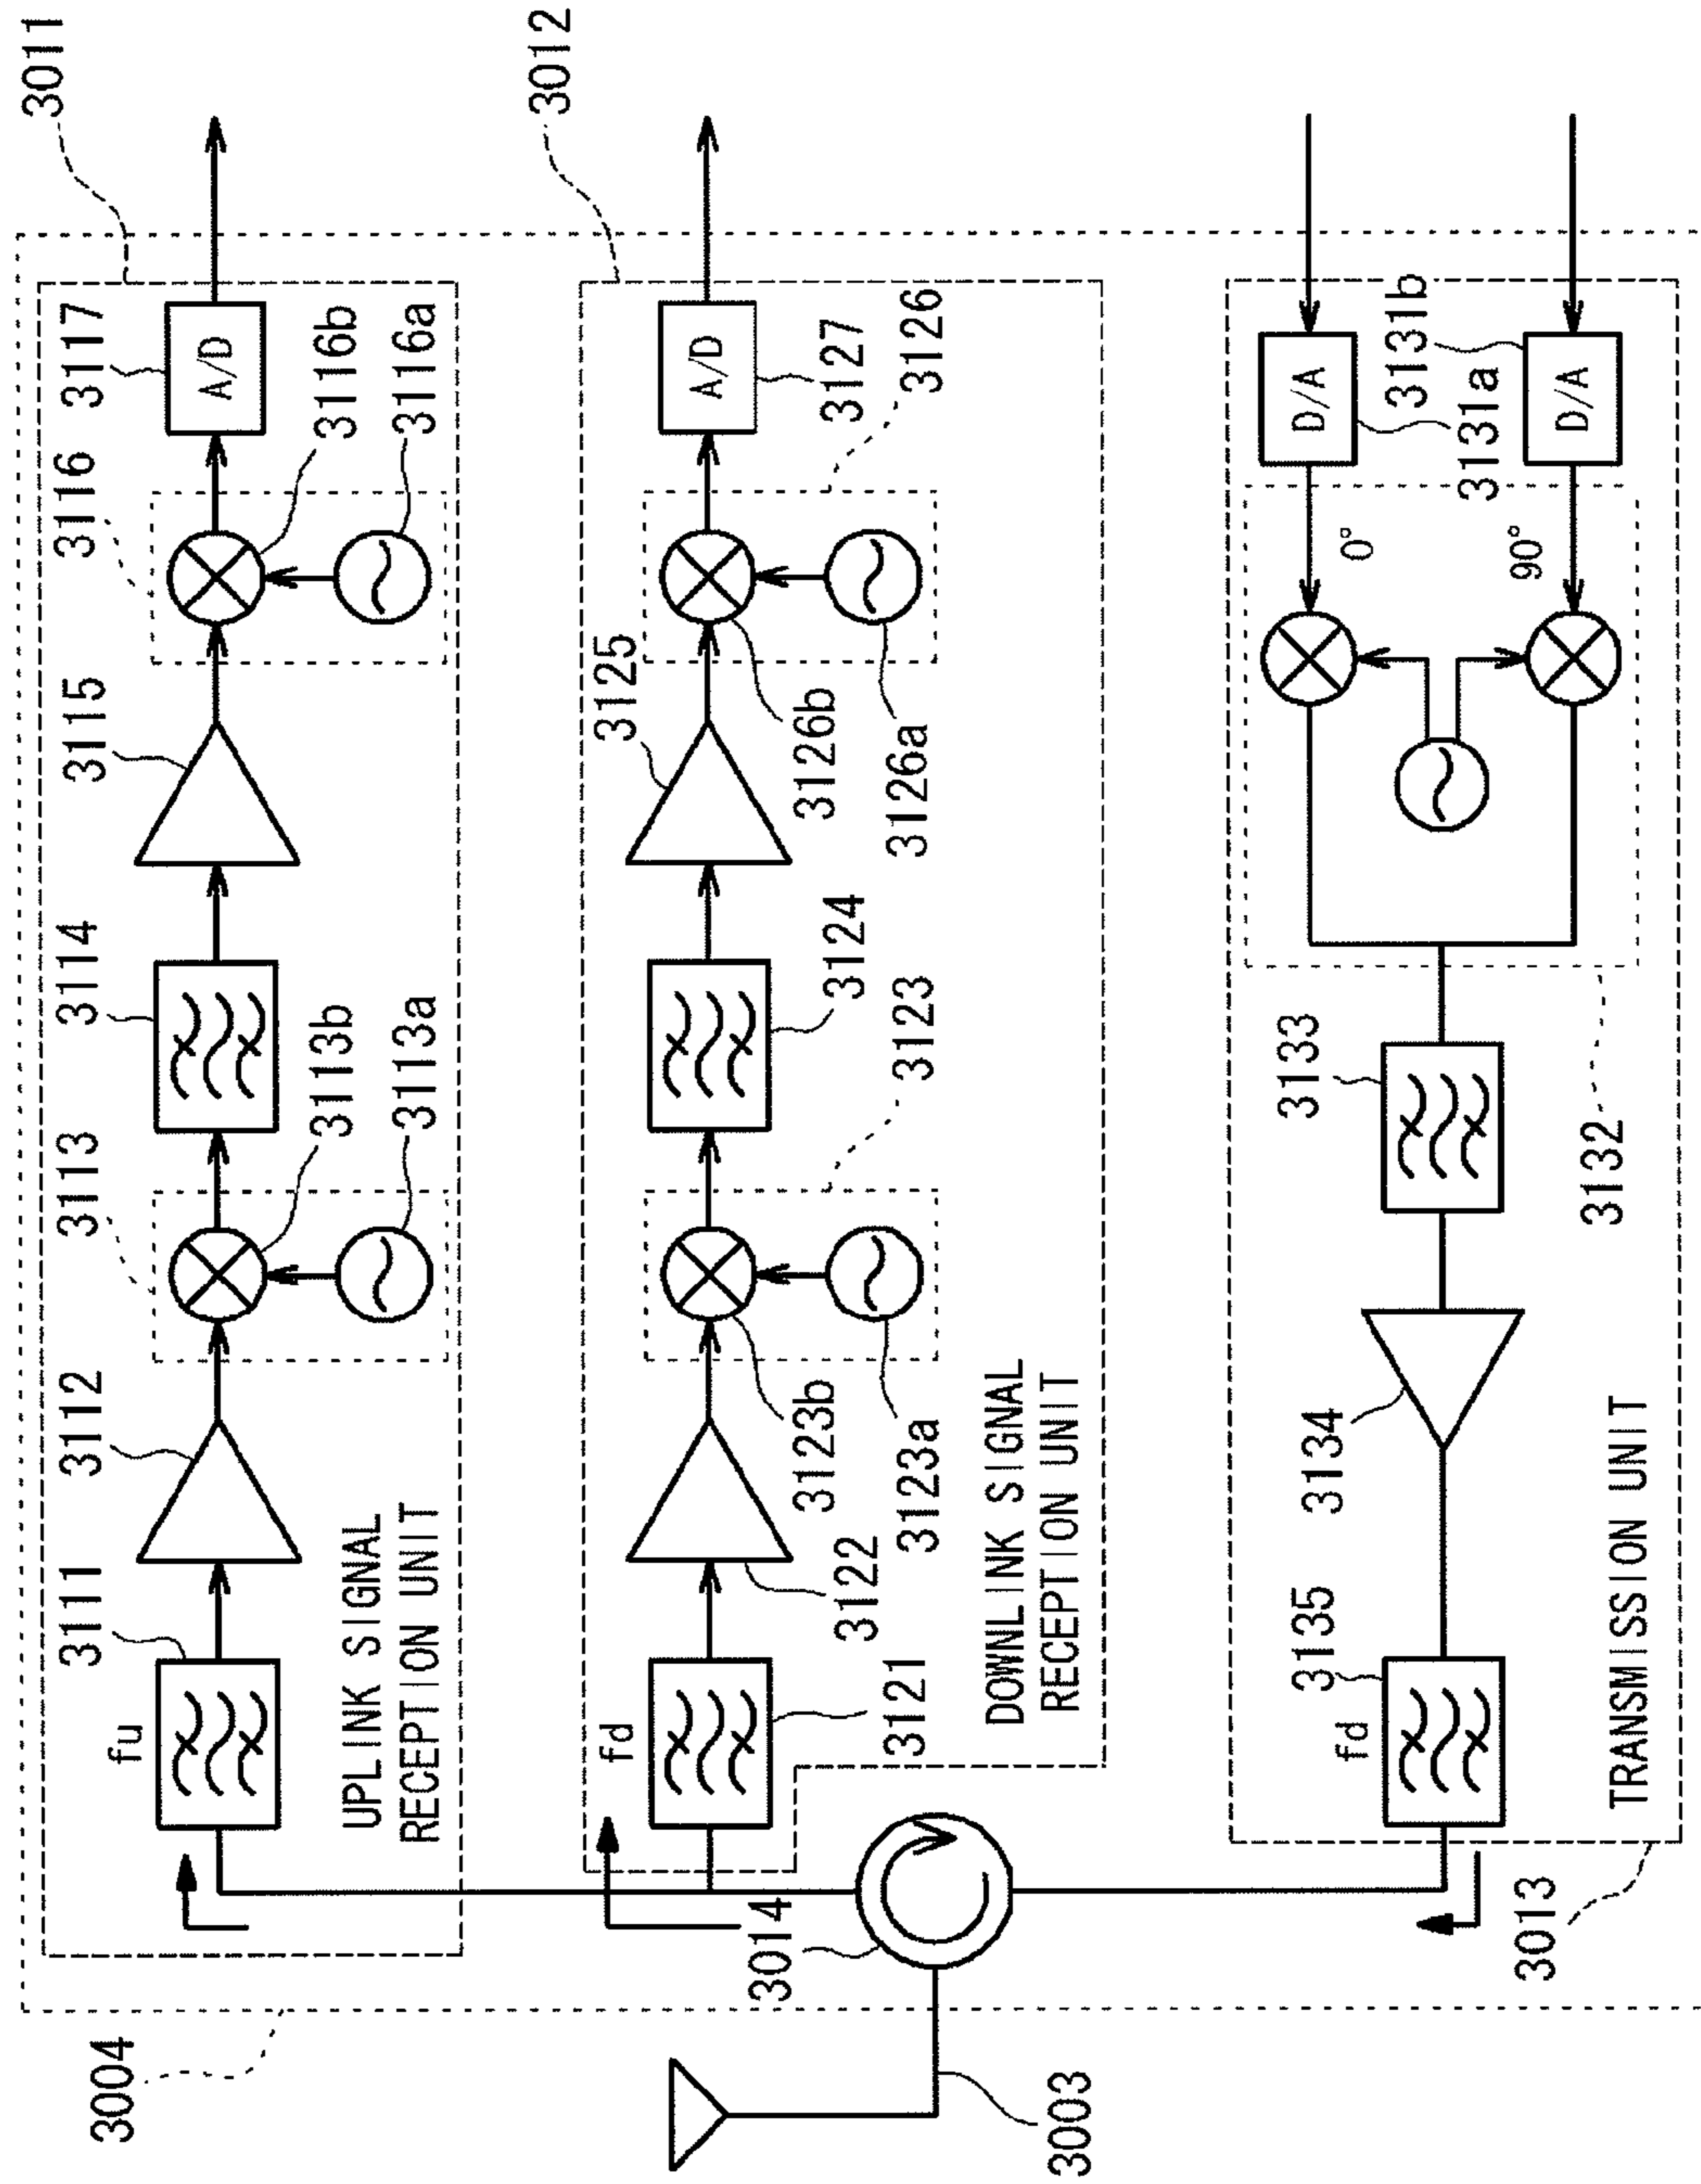 3004
3011
3111
fu
3112
3113
3113b
3113a
3114
3115
3116
3116b
3116a
3117
A/D
UPLINK SIGNAL
RECEPTION UNIT
3012
fd
3121
3122
3123b
3123a
3123
3124
3125
3126b
3126a
3126
3127
A/D
DOWNLINK SIGNAL
RECEPTION UNIT
3014
3003
3013
3135
fd
3134
3133
3132
0°
90°
D/A
3131a
3131b
D/A
TRANSMISSION UNIT